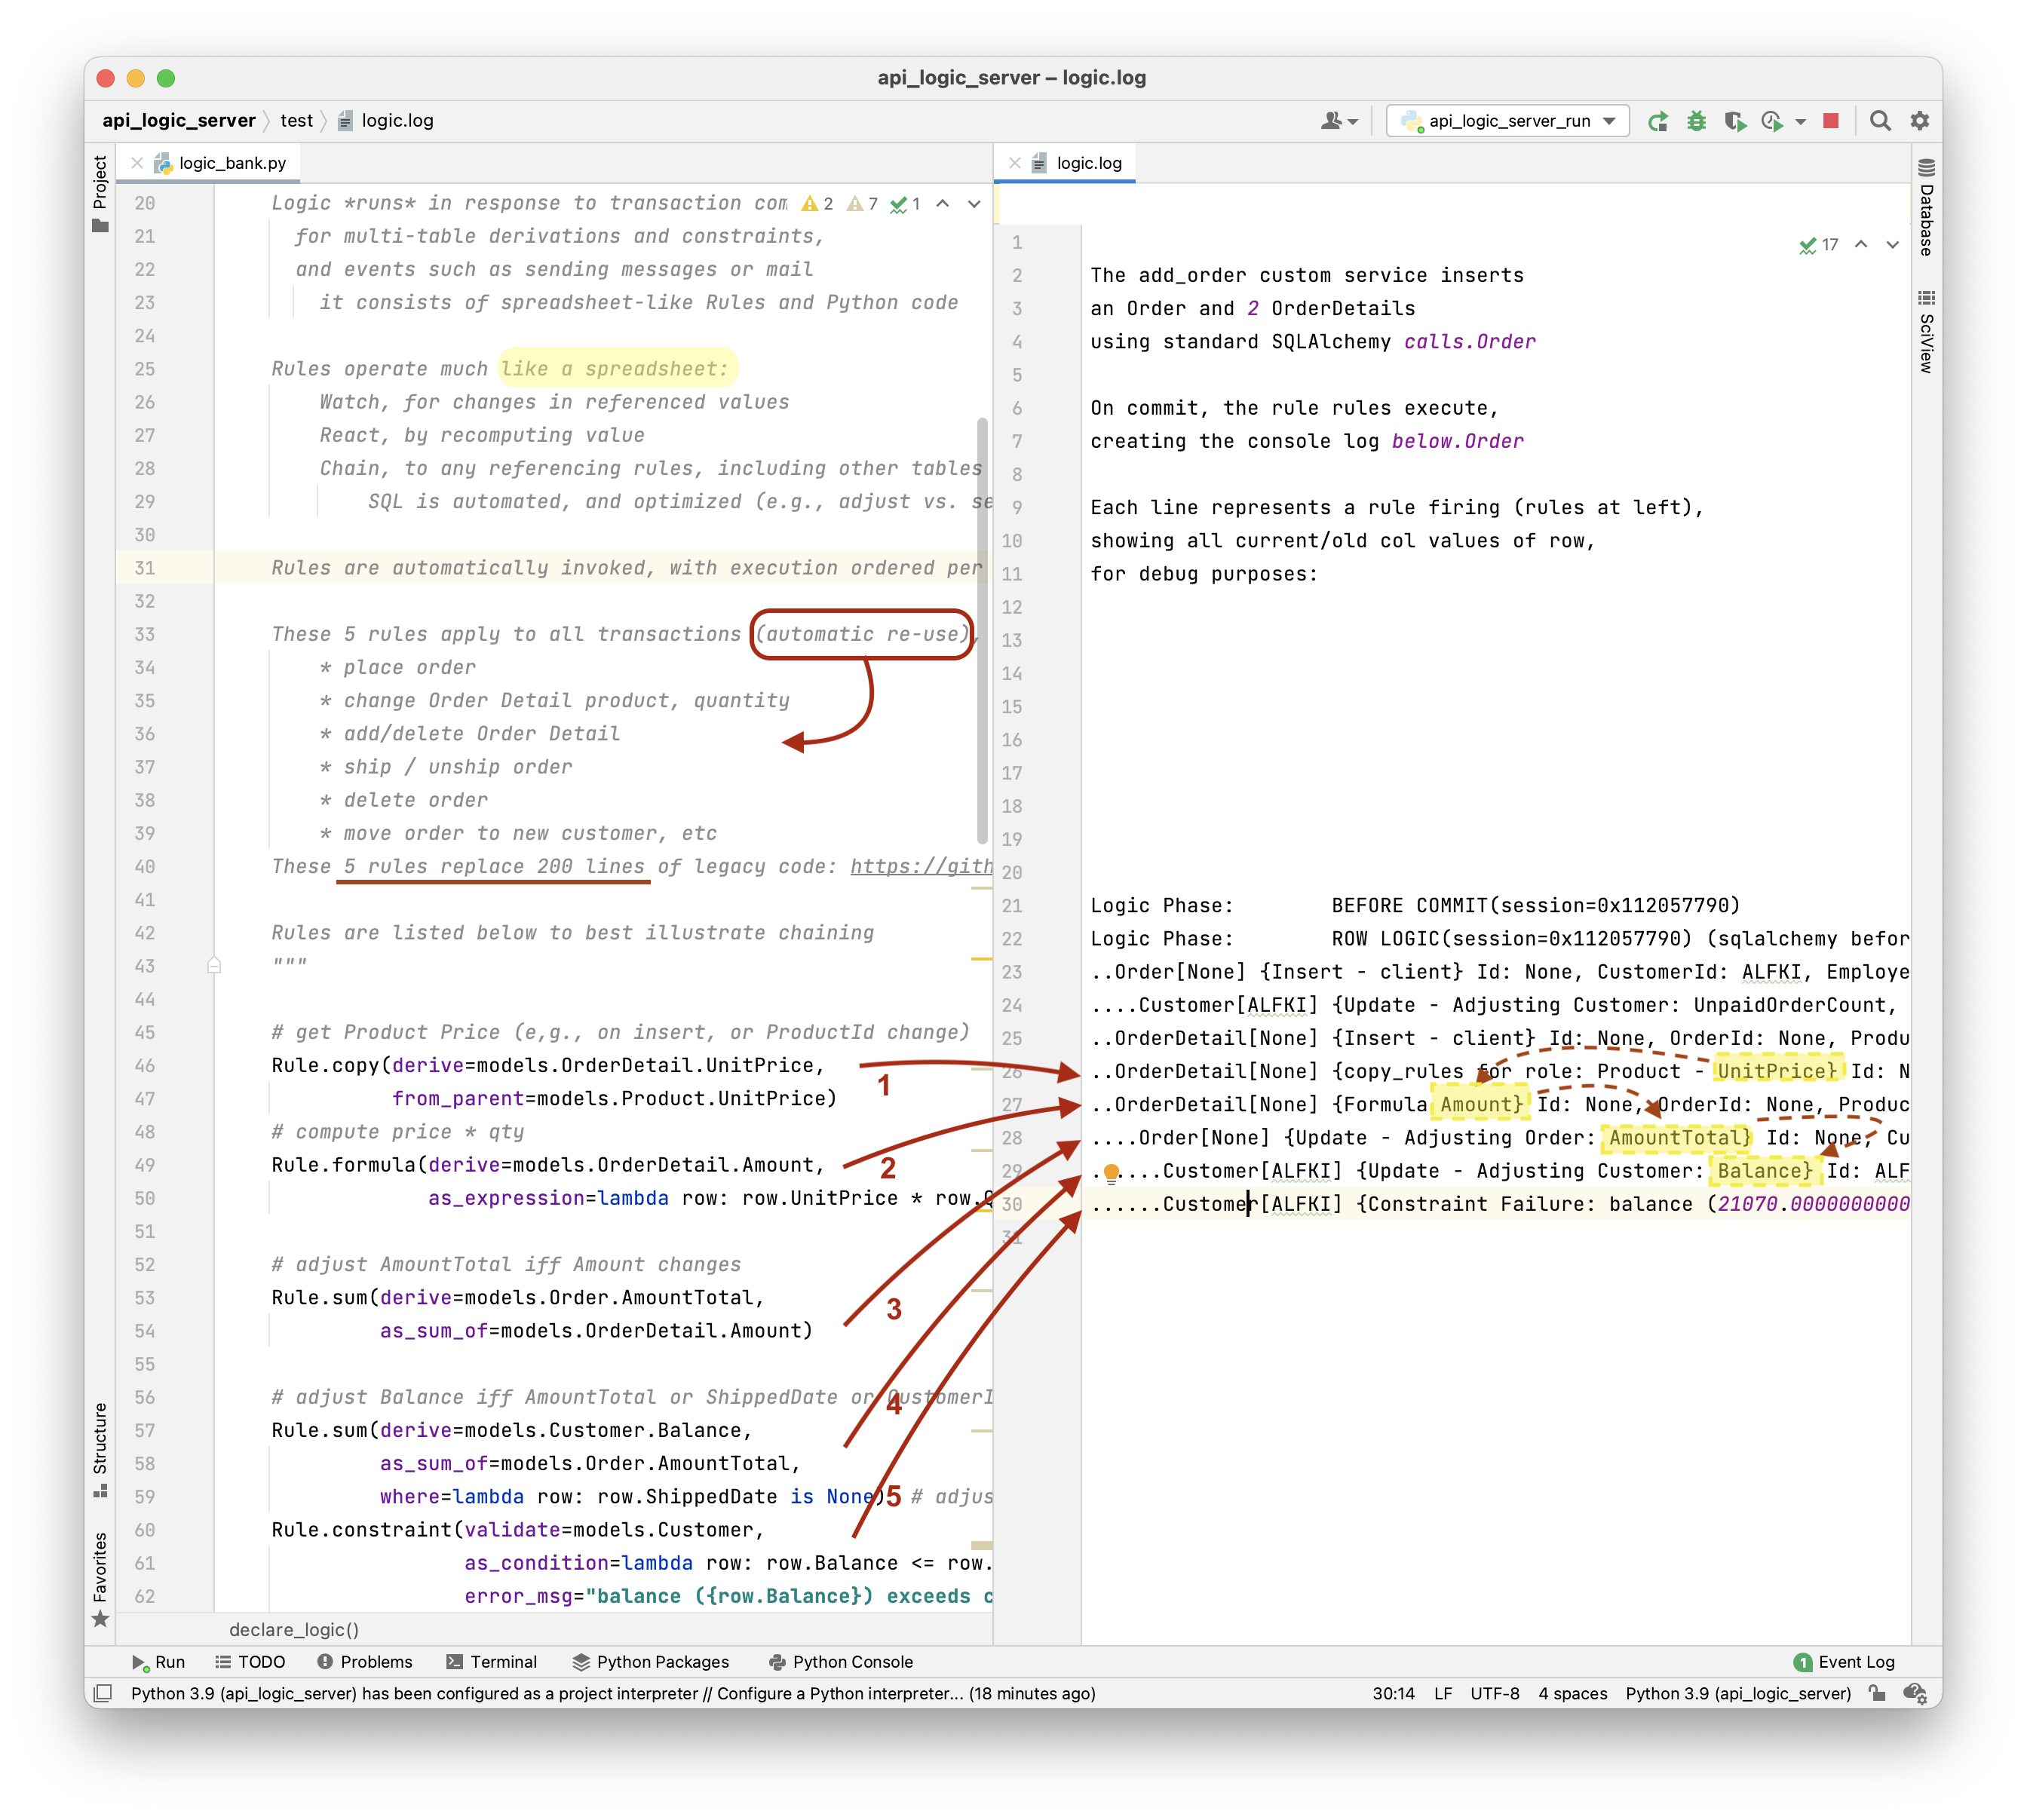 api_logic_server – logic.log
api_logic_server
test
logic.log
api_logic_server_run
Project
logic_bank.py
logic.log
Database
SciView
20 Logic *runs* in response to transaction com
2 7 1
21 for multi-table derivations and constraints,
22 and events such as sending messages or mail
23 it consists of spreadsheet-like Rules and Python code
24
25 Rules operate much like a spreadsheet:
26 Watch, for changes in referenced values
27 React, by recomputing value
28 Chain, to any referencing rules, including other tables
29 SQL is automated, and optimized (e.g., adjust vs. se
30
31 Rules are automatically invoked, with execution ordered per
32
33 These 5 rules apply to all transactions (automatic re-use),
34 * place order
35 * change Order Detail product, quantity
36 * add/delete Order Detail
37 * ship / unship order
38 * delete order
39 * move order to new customer, etc
40 These 5 rules replace 200 lines of legacy code: https://gith
41
42 Rules are listed below to best illustrate chaining
43 """
44
45 # get Product Price (e,g., on insert, or ProductId change)
46 Rule.copy(derive=models.OrderDetail.UnitPrice,
47 from_parent=models.Product.UnitPrice)
48 # compute price * qty
49 Rule.formula(derive=models.OrderDetail.Amount,
50 as_expression=lambda row: row.UnitPrice * row.Q
51
52 # adjust AmountTotal iff Amount changes
53 Rule.sum(derive=models.Order.AmountTotal,
54 as_sum_of=models.OrderDetail.Amount)
55
56 # adjust Balance iff AmountTotal or ShippedDate or CustomerI
57 Rule.sum(derive=models.Customer.Balance,
58 as_sum_of=models.Order.AmountTotal,
59 where=lambda row: row.ShippedDate is None) # adjus
60 Rule.constraint(validate=models.Customer,
61 as_condition=lambda row: row.Balance <= row.
62 error_msg="balance ({row.Balance}) exceeds c
1
2
3
4
5
declare_logic()
17
1
2 The add_order custom service inserts
3 an Order and 2 OrderDetails
4 using standard SQLAlchemy calls.Order
5
6 On commit, the rule rules execute,
7 creating the console log below.Order
8
9 Each line represents a rule firing (rules at left),
10 showing all current/old col values of row,
11 for debug purposes:
12
13
14
15
16
17
18
19
20
21 Logic Phase: BEFORE COMMIT(session=0x112057790)
22 Logic Phase: ROW LOGIC(session=0x112057790) (sqlalchemy befor
23 ..Order[None] {Insert - client} Id: None, CustomerId: ALFKI, Employe
24 ....Customer[ALFKI] {Update - Adjusting Customer: UnpaidOrderCount,
25 ..OrderDetail[None] {Insert - client} Id: None, OrderId: None, Produ
26 ..OrderDetail[None] {copy_rules for role: Product - UnitPrice} Id: N
27 ..OrderDetail[None] {Formula Amount} Id: None, OrderId: None, Produc
28 ....Order[None] {Update - Adjusting Order: AmountTotal} Id: None, Cu
29 ......Customer[ALFKI] {Update - Adjusting Customer: Balance} Id: ALF
30 ......Customer[ALFKI] {Constraint Failure: balance (21070.0000000000
31
Structure
Favorites
Run
TODO
Problems
Terminal
Python Packages
Python Console
1 Event Log
Python 3.9 (api_logic_server) has been configured as a project interpreter // Configure a Python interpreter... (18 minutes ago)
30:14
LF
UTF-8
4 spaces
Python 3.9 (api_logic_server)